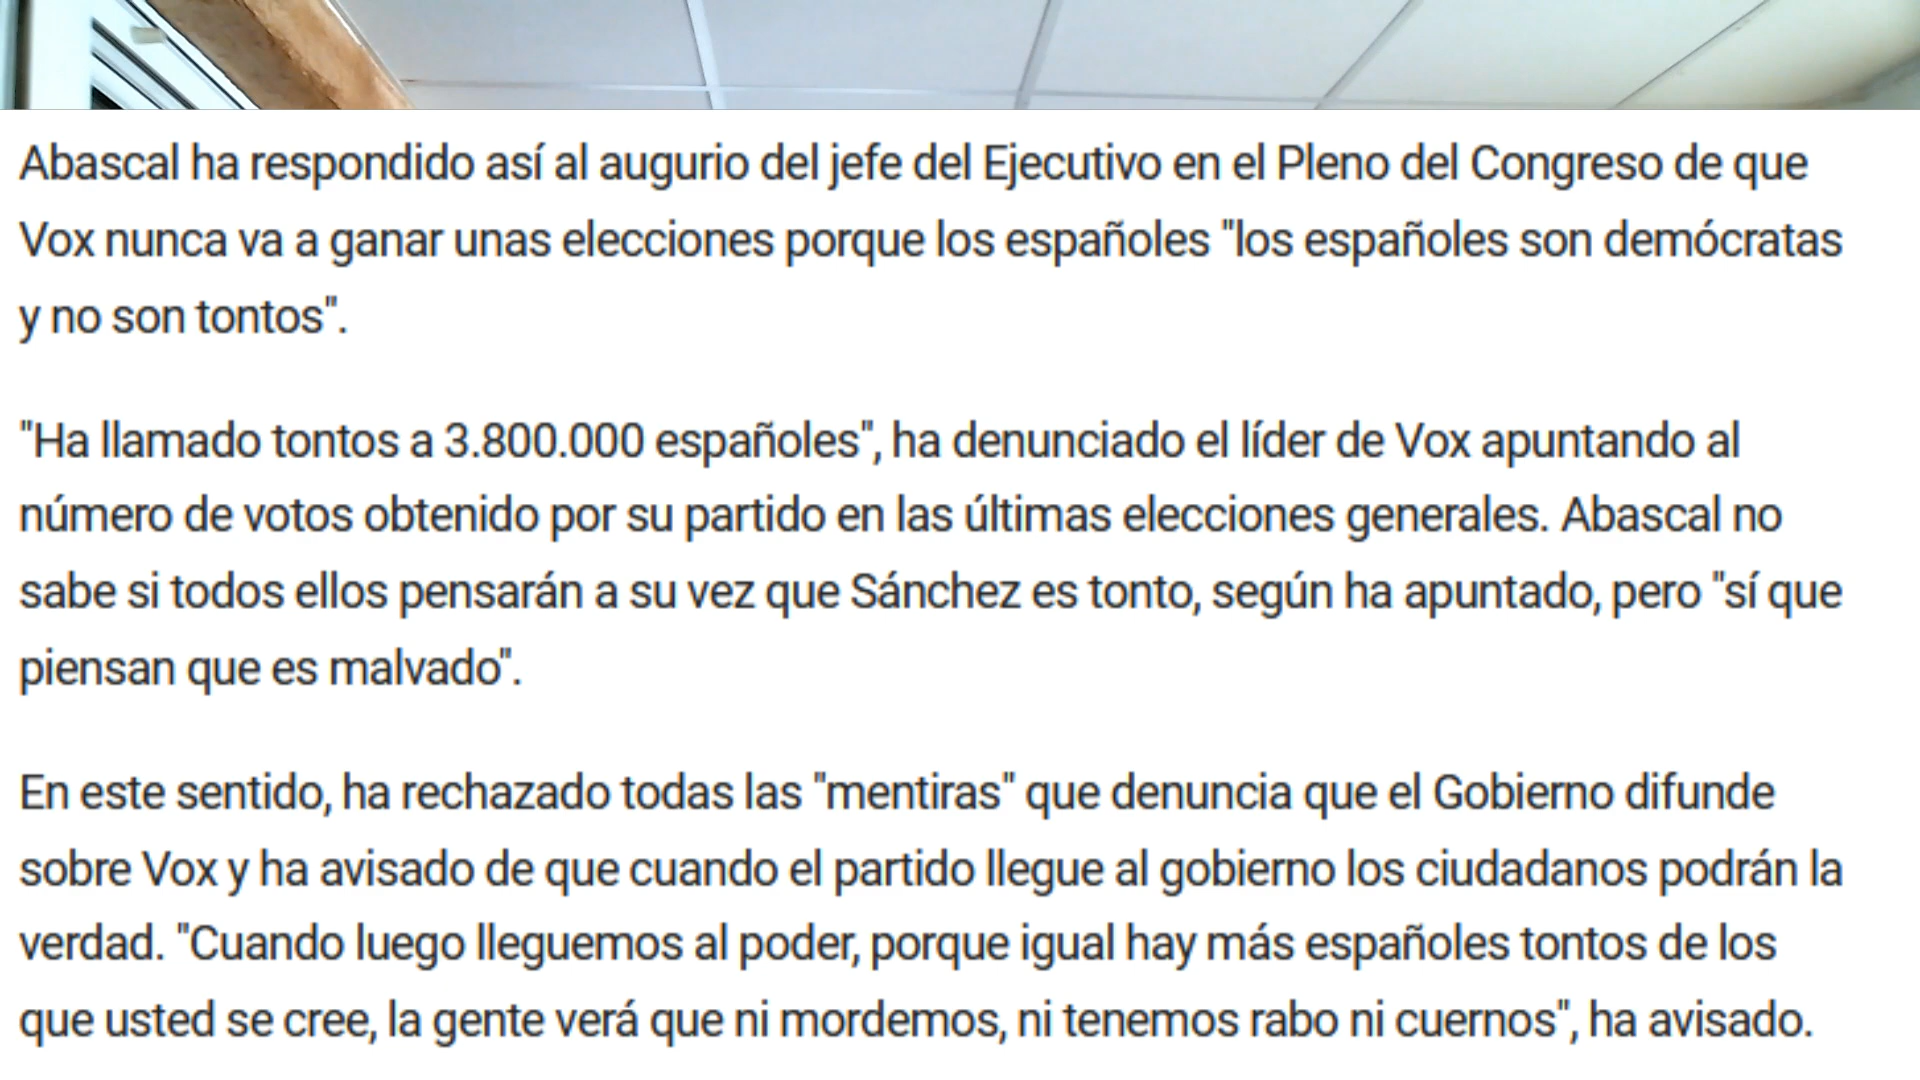 Abascal ha respondido así al augurio del jefe del Ejecutivo en el Pleno del Congreso de que
Vox nunca va a ganar unas elecciones porque los españoles "los españoles son demócratas
y no son tontos".
"Ha llamado tontos a 3.800.000 españoles", ha denunciado el líder de Vox apuntando al
número de votos obtenido por su partido en las últimas elecciones generales. Abascal no
sabe si todos ellos pensarán a su vez que Sánchez es tonto, según ha apuntado, pero "sí que
piensan que es malvado".
En este sentido, ha rechazado todas las "mentiras" que denuncia que el Gobierno difunde
sobre Vox y ha avisado de que cuando el partido llegue al gobierno los ciudadanos podrán la
verdad. "Cuando luego lleguemos al poder, porque igual hay más españoles tontos de los
que usted se cree, la gente verá que ni mordemos, ni tenemos rabo ni cuernos", ha avisado.